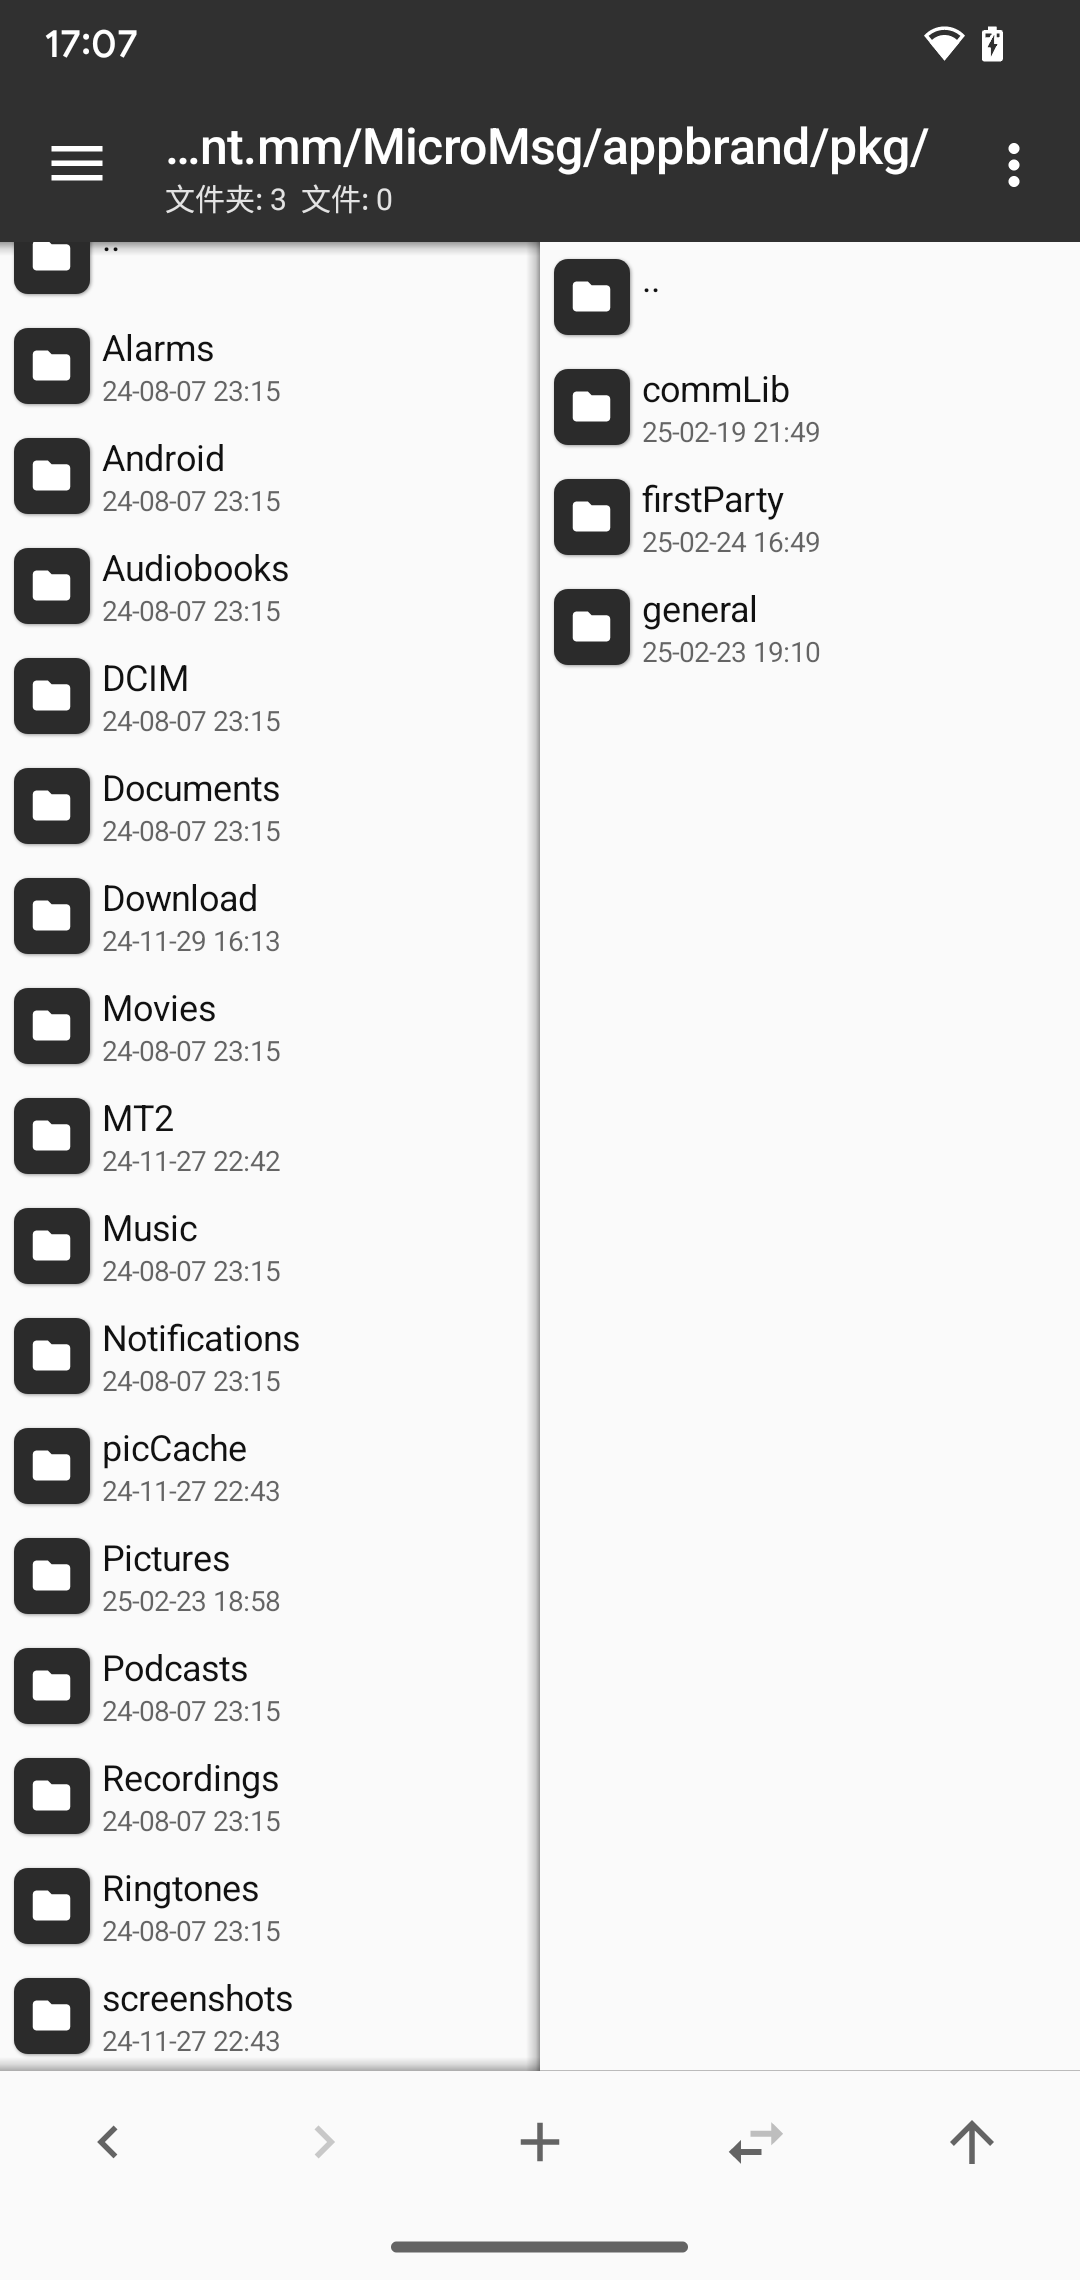 17:07
...nt.mm/MicroMsg/appbrand/pkg/
文件夹: 3 文件: 0
..
Alarms
24-08-07 23:15
Android
24-08-07 23:15
Audiobooks
24-08-07 23:15
DCIM
24-08-07 23:15
Documents
24-08-07 23:15
Download
24-11-29 16:13
Movies
24-08-07 23:15
MT2
24-11-27 22:42
Music
24-08-07 23:15
Notifications
24-08-07 23:15
picCache
24-11-27 22:43
Pictures
25-02-23 18:58
Podcasts
24-08-07 23:15
Recordings
24-08-07 23:15
Ringtones
24-08-07 23:15
screenshots
24-11-27 22:43
..
commLib
25-02-19 21:49
firstParty
25-02-24 16:49
general
25-02-23 19:10